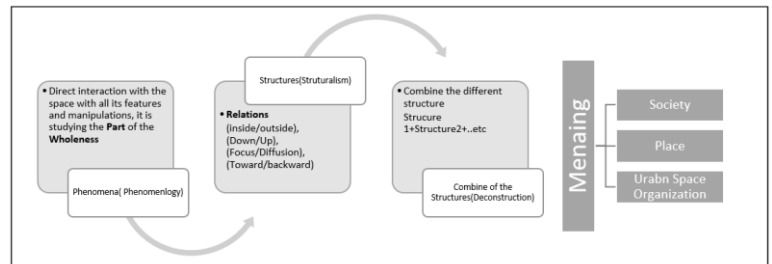 • Direct interaction with the
space with all its features
and manipulations, it is
studying the Part of the
Wholeness
Phenomena( Phenomenlogy)
Structures(Struturalism)
• Relations
(inside/outside),
(Down/Up),
(Focus/Diffusion),
(Toward/backward)
• Combine the different
structure
Strucure
1+Structure2+..etc
Combine of the
Structures(Deconstruction)
Menaing
Society
Place
Urabn Space
Organization